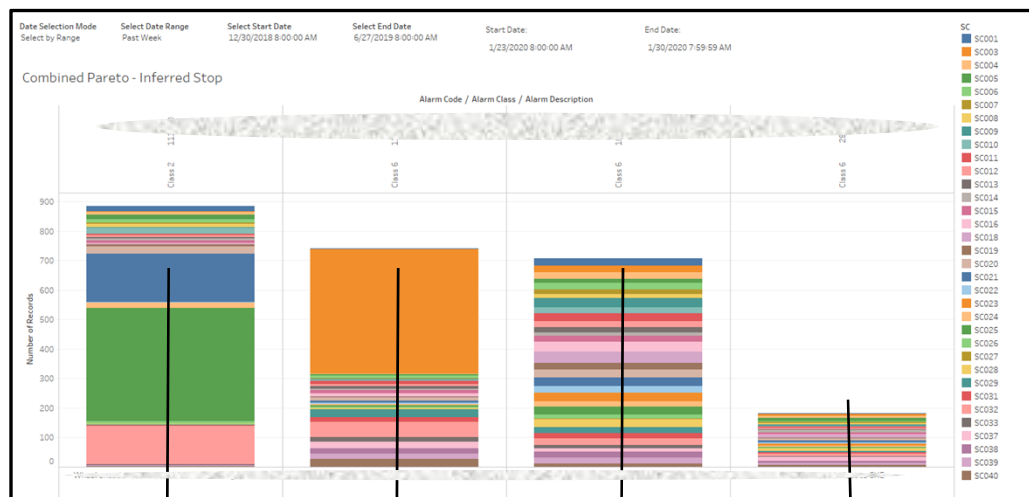 Date Selection Mode
Select by Range
Select Date Range
Past Week
Select Start Date
12/30/2018 8:00:00 AM
Select End Date
6/27/2019 8:00:00 AM
Start Date:
1/23/2020 8:00:00 AM
End Date:
1/30/2020 7:59:59 AM
Combined Pareto - Inferred Stop
Alarm Code / Alarm Class / Alarm Description
Class 2
Class 6
Class 6
Class 6
Number of Records
900
800
700
600
500
400
300
200
100
0
SC
SC001
SC003
SC004
SC005
SC006
SC007
SC008
SC009
SC010
SC011
SC012
SC013
SC014
SC015
SC016
SC018
SC019
SC020
SC021
SC022
SC023
SC024
SC025
SC026
SC027
SC028
SC029
SC031
SC032
SC033
SC037
SC038
SC039
SC040